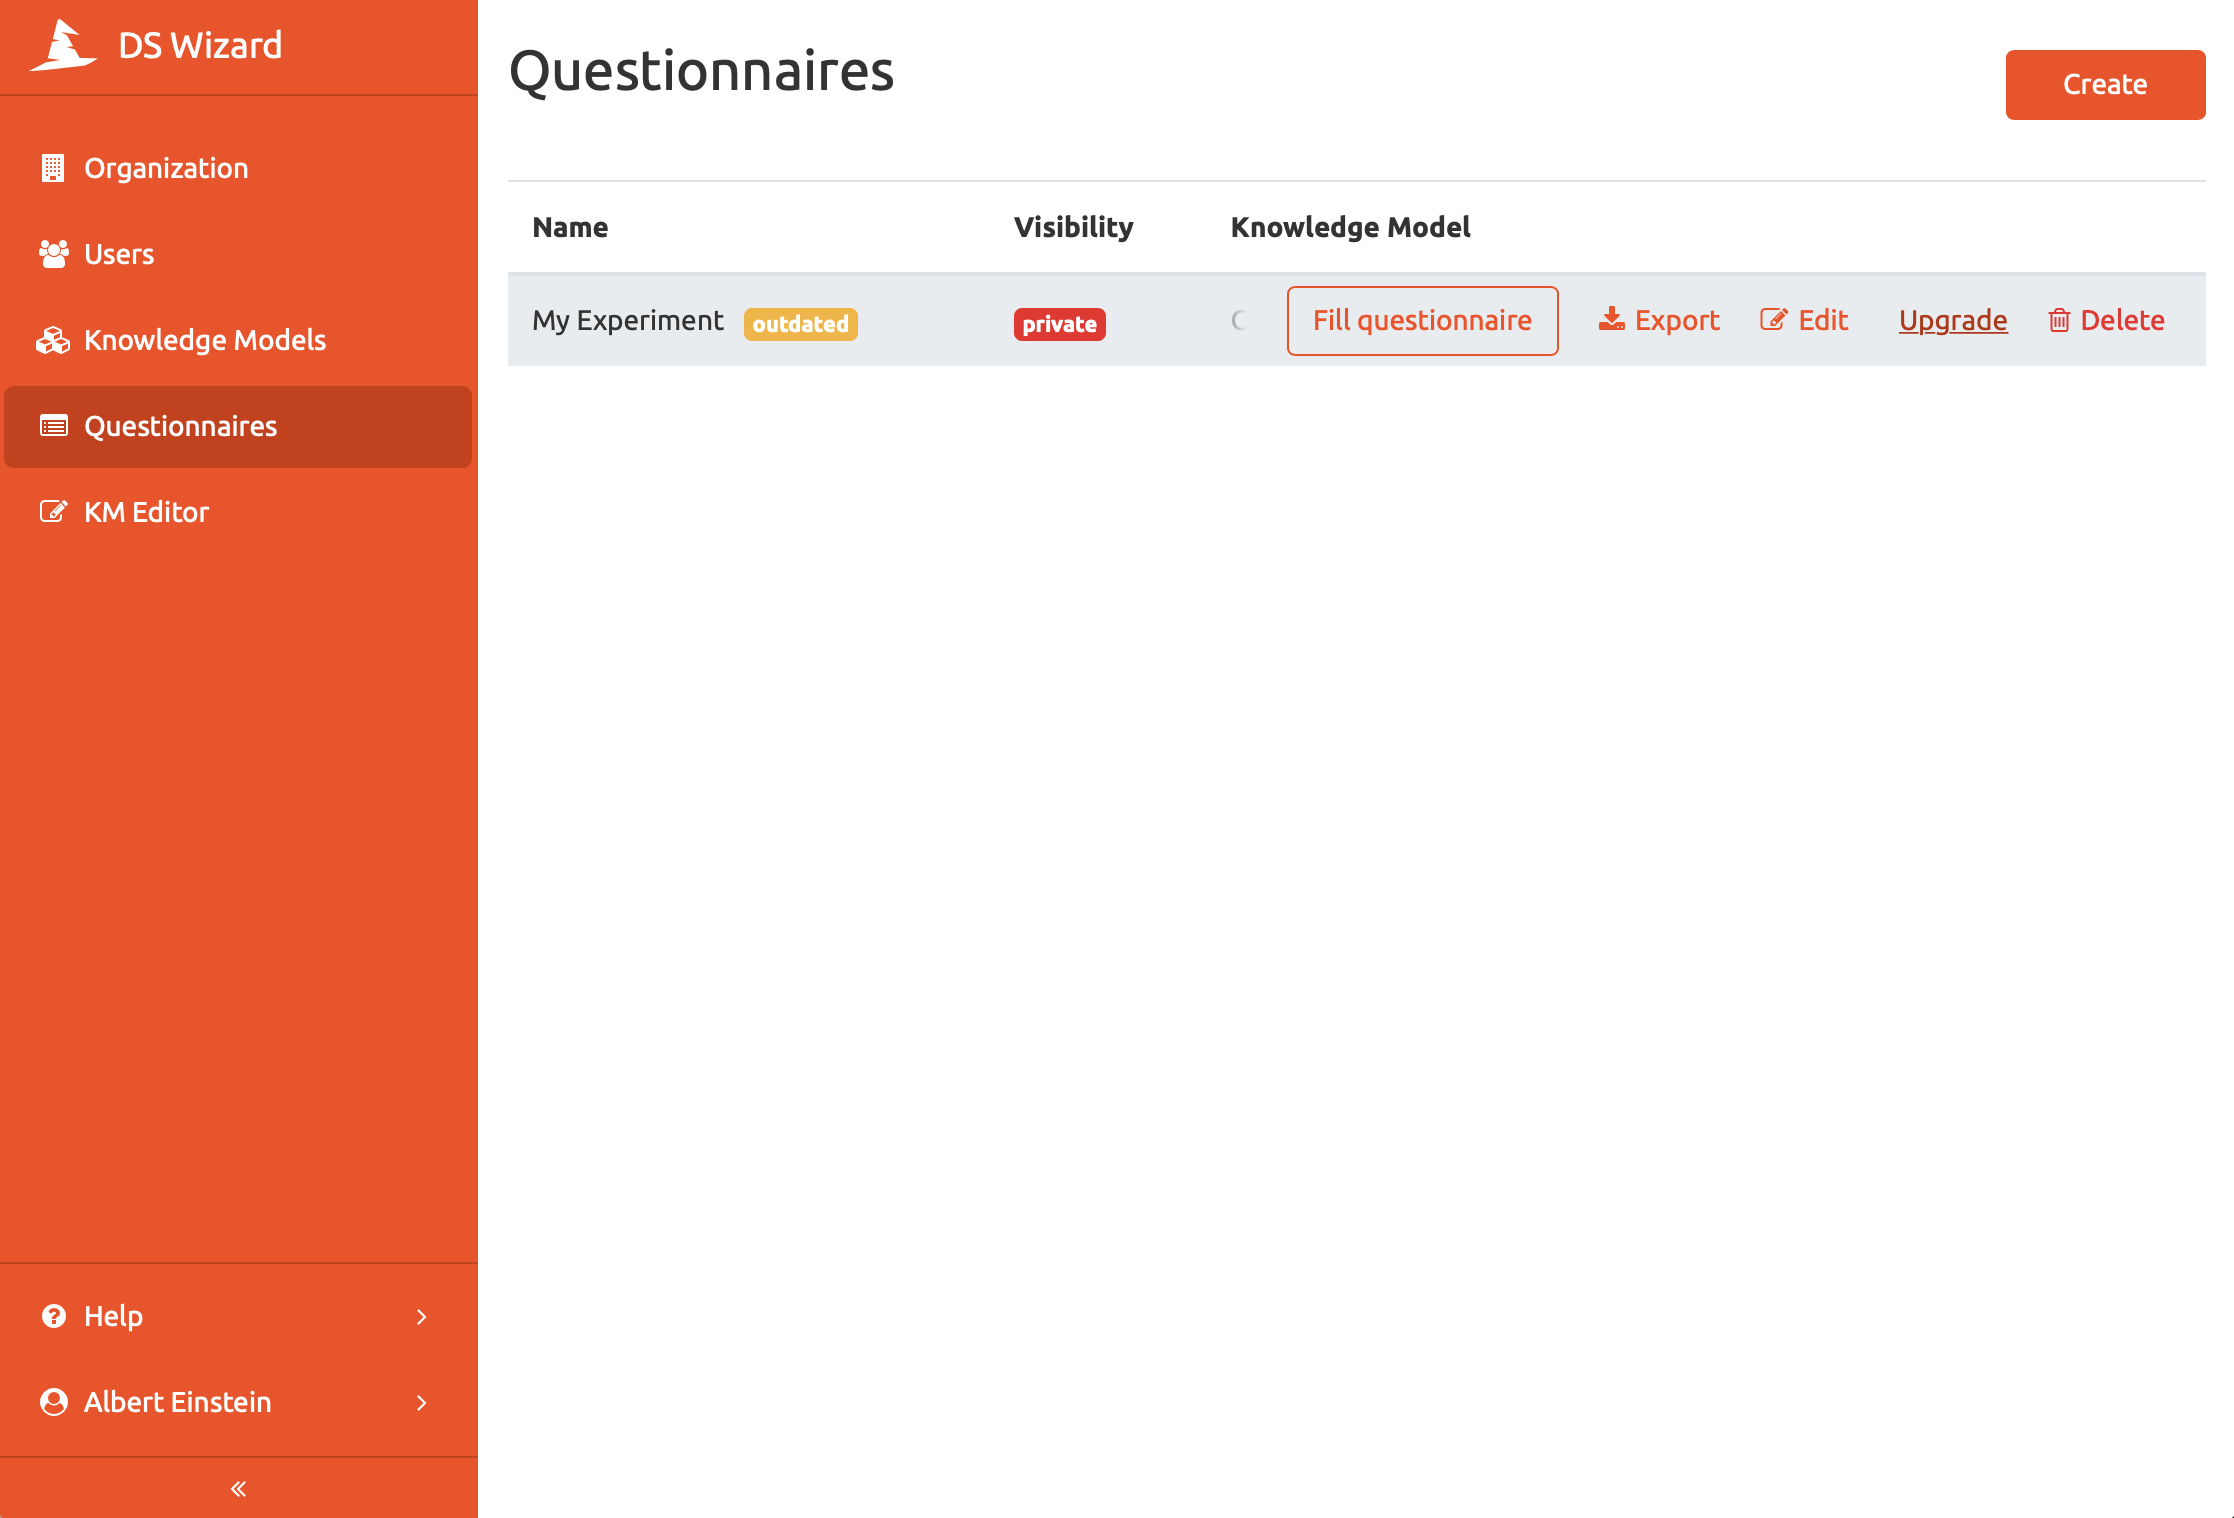 DS Wizard
Organization
Users
Knowledge Models
Questionnaires
KM Editor
Help
Albert Einstein
Questionnaires
Create
Name Visibility Knowledge Model
My Experiment outdated private Fill questionnaire Export Edit Upgrade Delete